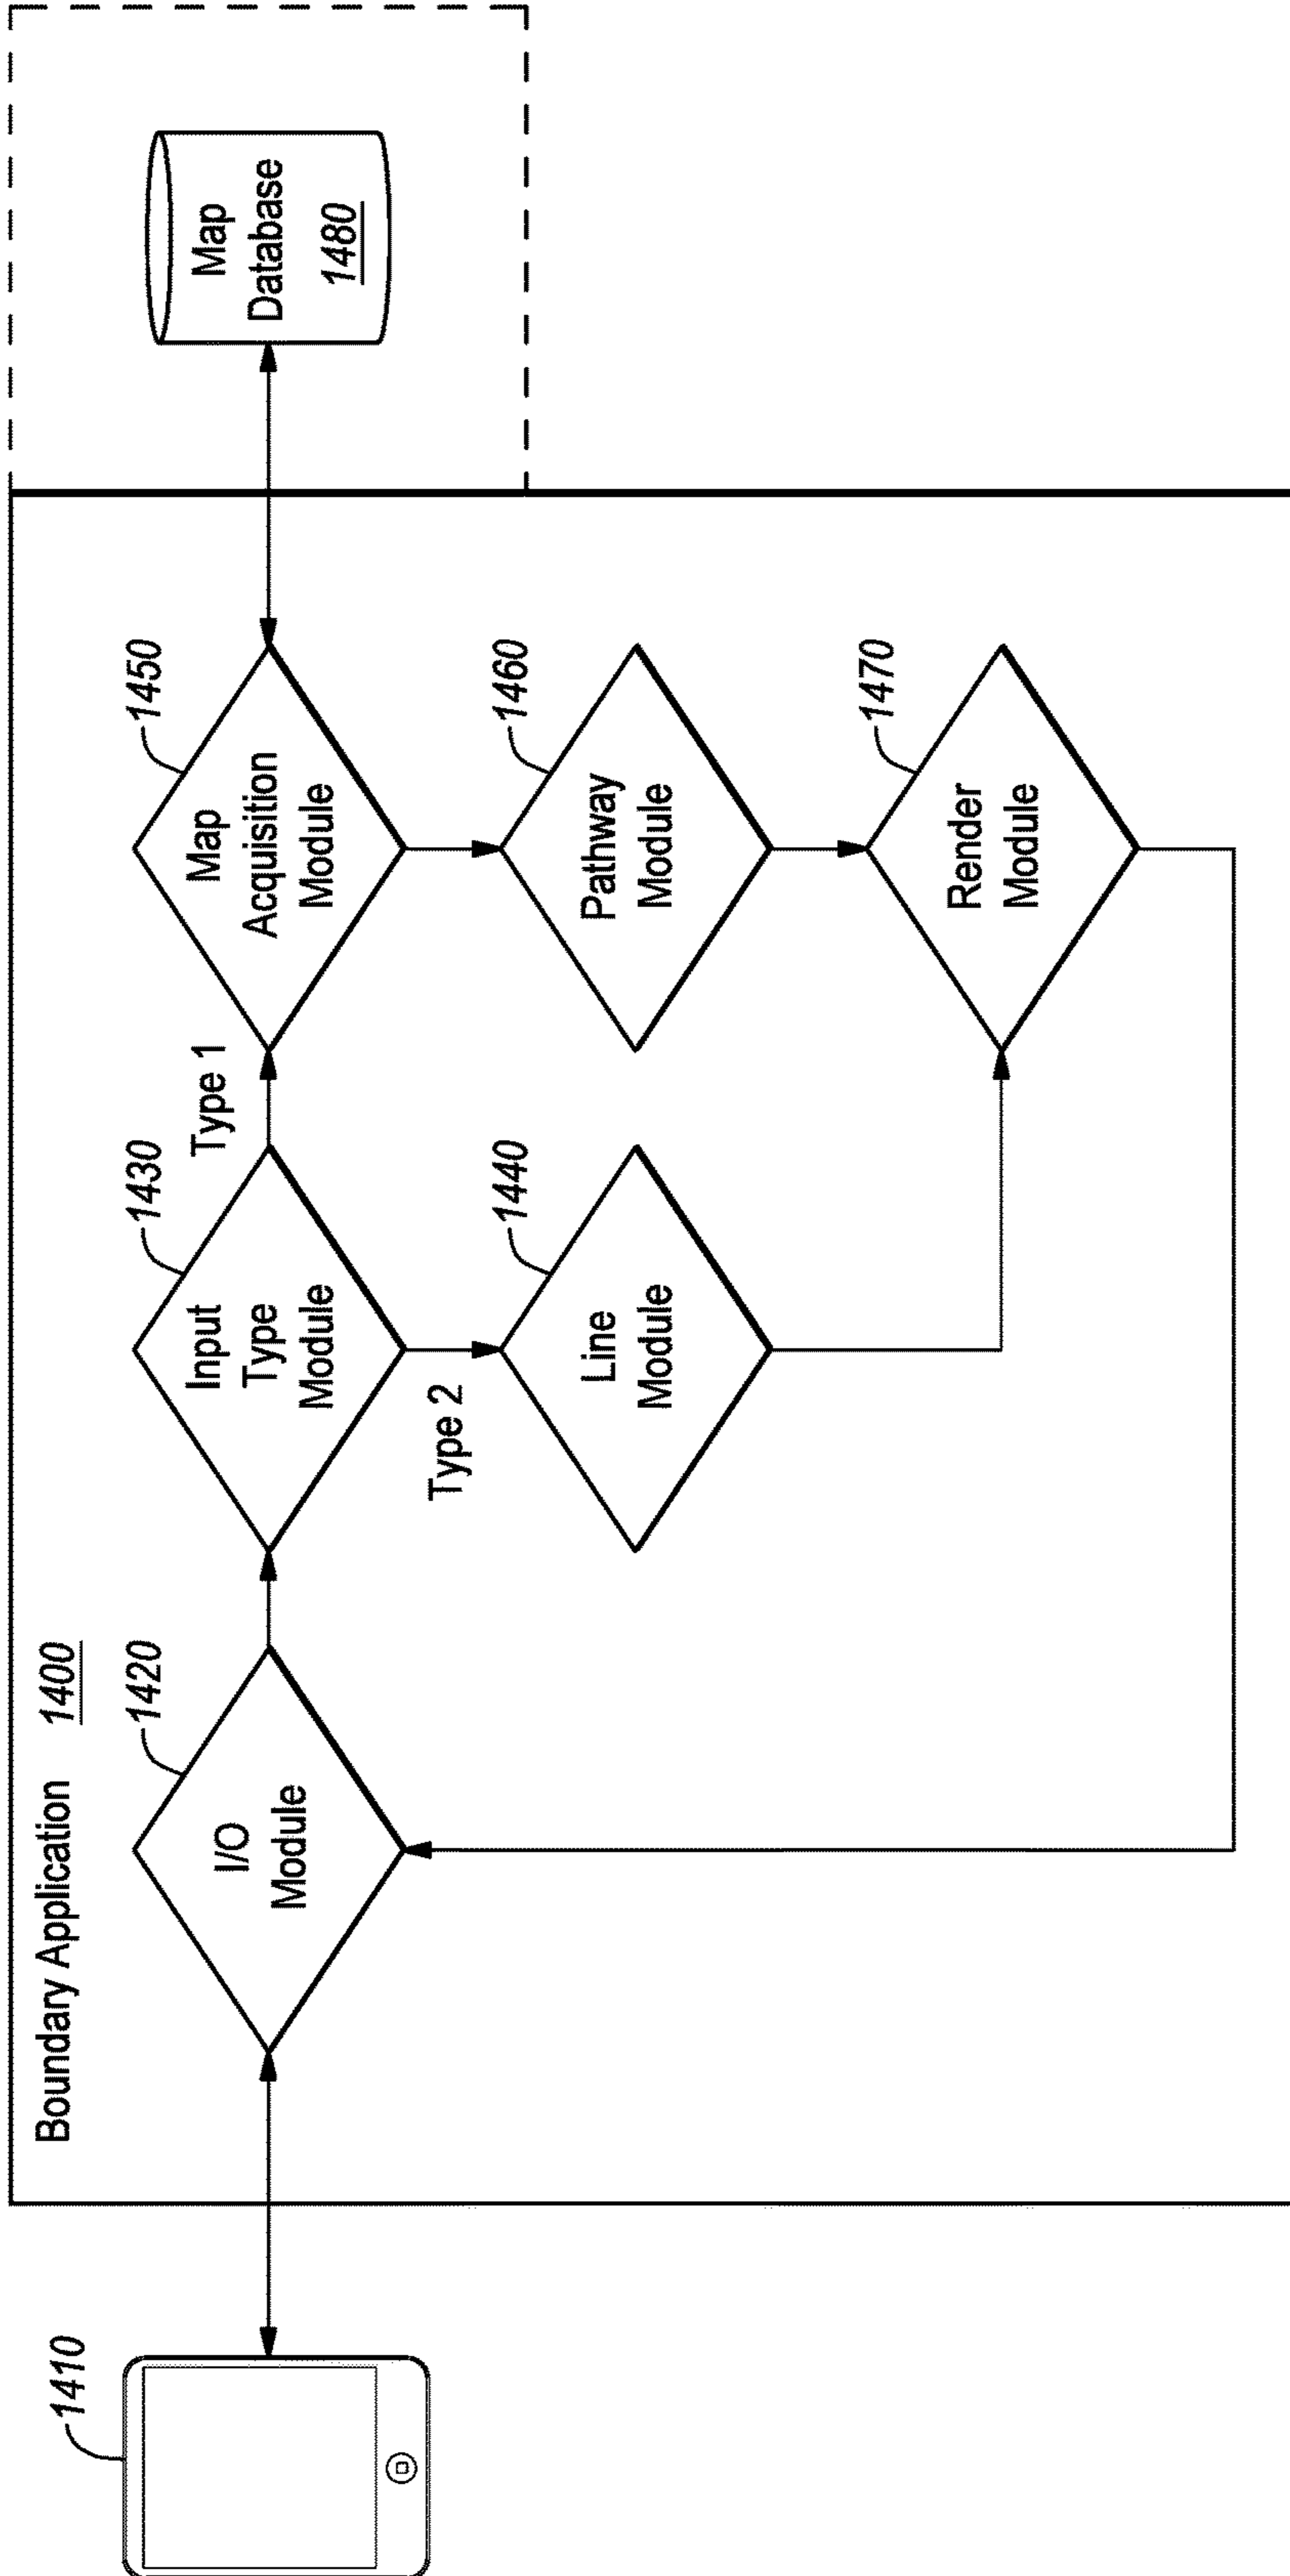 Boundary Application 1400
1410
1420
I/O
Module
1430
Input
Type
Module
Type 1
1450
Map
Acquisition
Module
Map
Database
1480
Type 2
1440
Line
Module
1460
Pathway
Module
1470
Render
Module